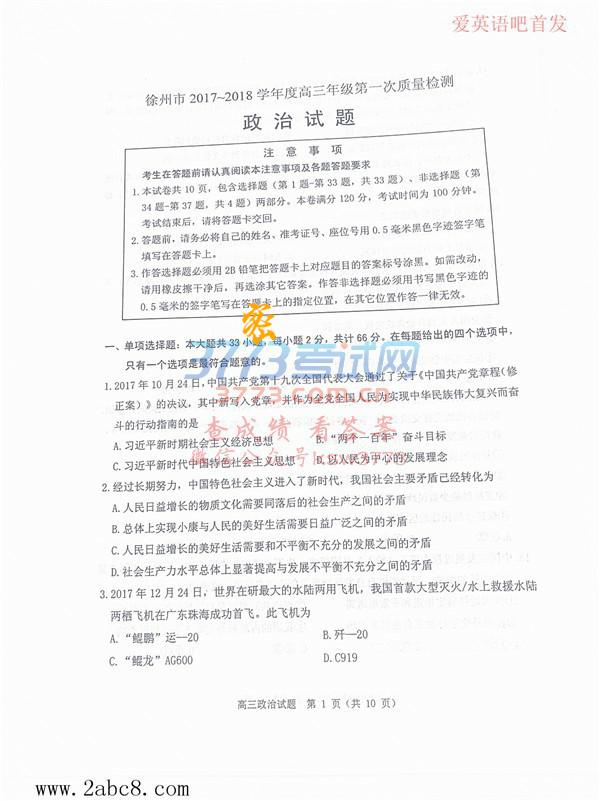 爱英语吧首发
徐州市 2017~2018 学年度高三年级第一次质量检测
政 治 试 题
注 意 事 项
考生在答题前请认真阅读本注意事项及各题答题要求
1.本试卷共 10 页，包含选择题（第 1 题-第 33 题，共 33 题）、非选择题（第
34 题-第 37 题，共 4 题）两部分。本卷满分 120 分，考试时间为 100 分钟。
考试结束后，请将答题卡交回。
2.答题前，请务必将自己的姓名、准考证号、座位号用 0.5 毫米黑色字迹签字笔
填写在答题卡上。
3.作答选择题必须用 2B 铅笔把答题卡上对应题目的答案标号涂黑。如需改动，
请用橡皮擦干净后，再选涂其它答案。作答非选择题必须用书写黑色字迹的
0.5 毫米的签字笔写在答题卡上的指定位置，在其它位置作答一律无效。
一、单项选择题：本大题共 33 小题，每小题 2 分，共计 66 分。在每题给出的四个选项中，
只有一个选项是最符合题意的。
3773考试网
1.2017 年 10 月 24 日，中国共产党第十九次全国代表大会通过了关于《中国共产党章程（修
正案）》的决议，其中新写入党章，并作为全党全国人民为实现中华民族伟大复兴而奋
3773.com.cn
斗的行动指南是
查成绩 看答案
A.习近平新时期社会主义经济思想 B.“两个一百年”奋斗目标
微信公众号
C.习近平新时代中国特色社会主义思想 D.以人民为中心的发展理念
2.经过长期努力，中国特色社会主义进入了新时代，我国社会主要矛盾已经转化为
A.人民日益增长的物质文化需要同落后的社会生产之间的矛盾
B.总体上实现小康与人民的美好生活需要日益广泛之间的矛盾
C.人民日益增长的美好生活需要和不平衡不充分的发展之间的矛盾
D.社会生产力水平总体上显著提高与发展不平衡不充分之间的矛盾
3.2017 年 12 月 24 日，世界在研最大的水陆两用飞机，我国首款大型灭火/水上救援水陆
两栖飞机在广东珠海成功首飞。此飞机为
A.“鲲鹏”运—20 B.歼—20
C.“鲲龙”AG600 D.C919
高三政治试题 第 1 页（共 10 页）
www.2abc8.com